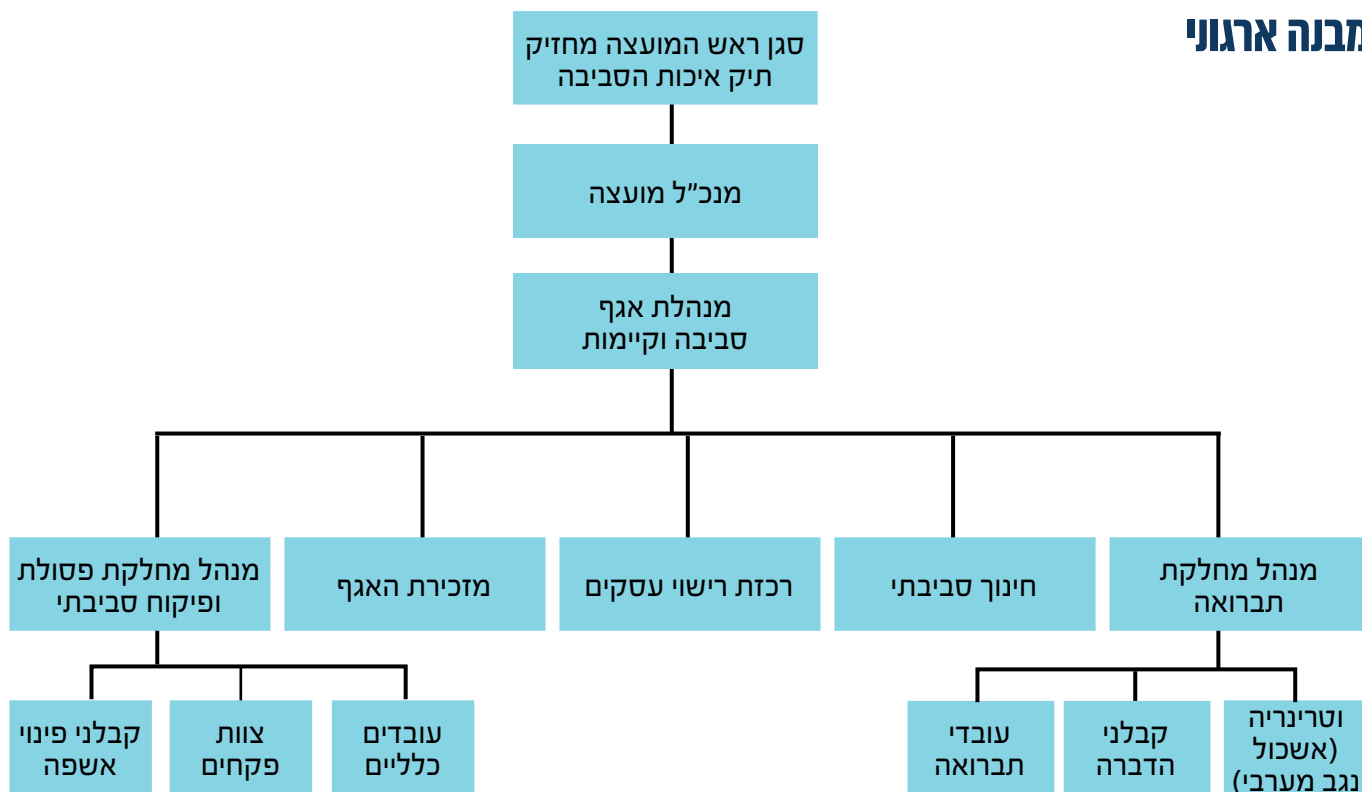 מבנה ארגוני
סגן ראש המועצה מחזיק
תיק איכות הסביבה
מנכ"ל מועצה
מנהלת אגף
סביבה וקיימות
מנהל מחלקת
תברואה
חינוך סביבתי
רכזת רישוי עסקים
מזכירת האגף
מנהל מחלקת פסולת
ופיקוח סביבתי
וטרינריה
(אשכול
נגב מערבי)
קבלני
הדברה
עובדי
תברואה
עובדים
כלליים
צוות
פקחים
קבלני פינוי
אשפה